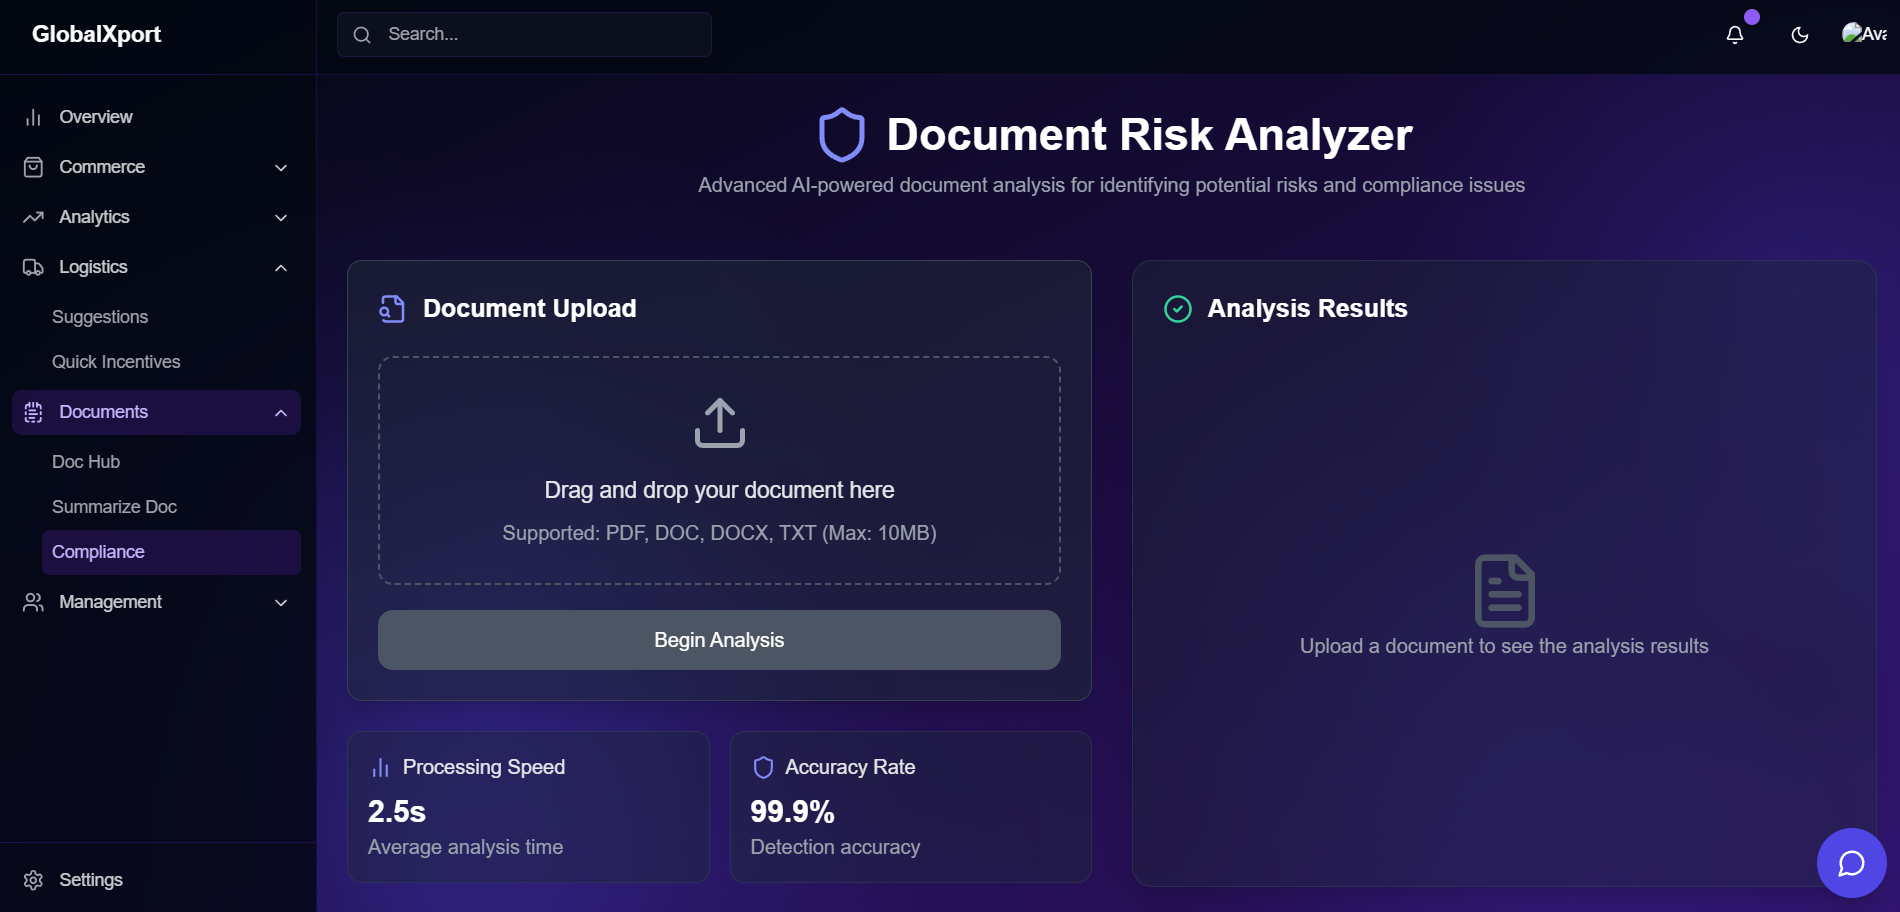 GlobalXport
Search...
Ava
Overview
Commerce
Analytics
Logistics
Suggestions
Quick Incentives
Documents
Doc Hub
Summarize Doc
Compliance
Management
Settings
Document Risk Analyzer
Advanced AI-powered document analysis for identifying potential risks and compliance issues
Document Upload
Drag and drop your document here
Supported: PDF, DOC, DOCX, TXT (Max: 10MB)
Begin Analysis
Processing Speed
2.5s
Average analysis time
Accuracy Rate
99.9%
Detection accuracy
Analysis Results
Upload a document to see the analysis results